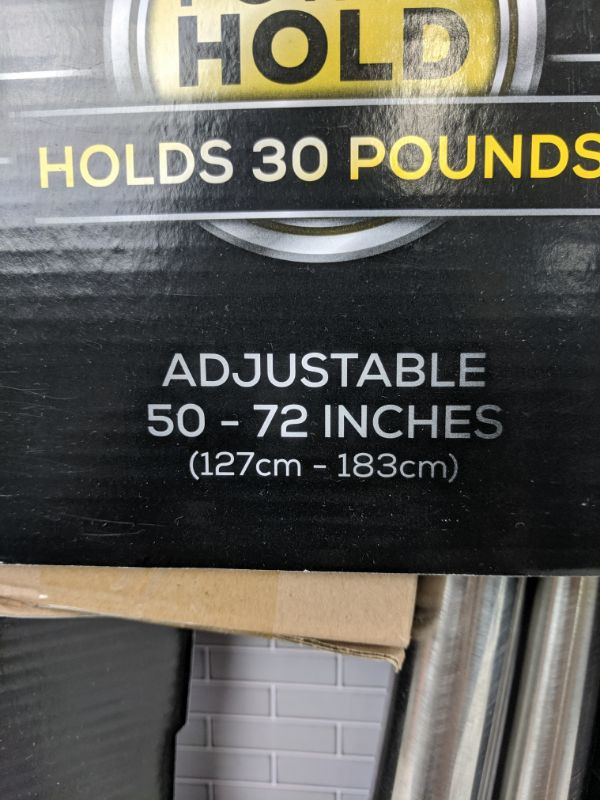 HOLD
HOLDS 30 POUNDS
ADJUSTABLE
50 - 72 INCHES
(127cm - 183cm)